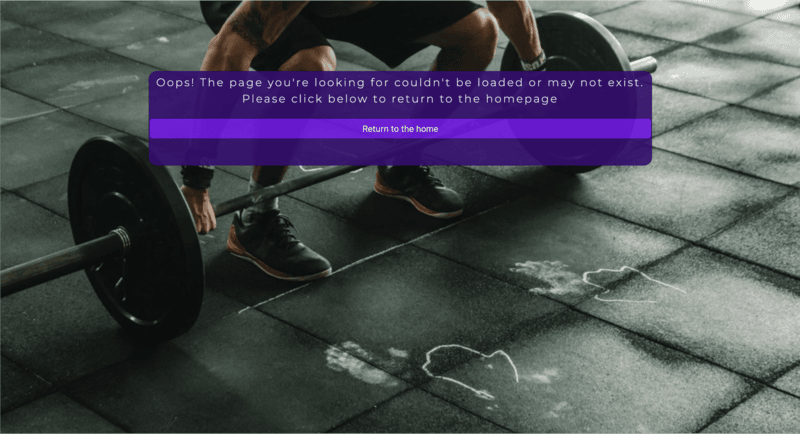 Oops! The page you're looking for couldn't be loaded or may not exist.
Please click below to return to the homepage
Return to the home